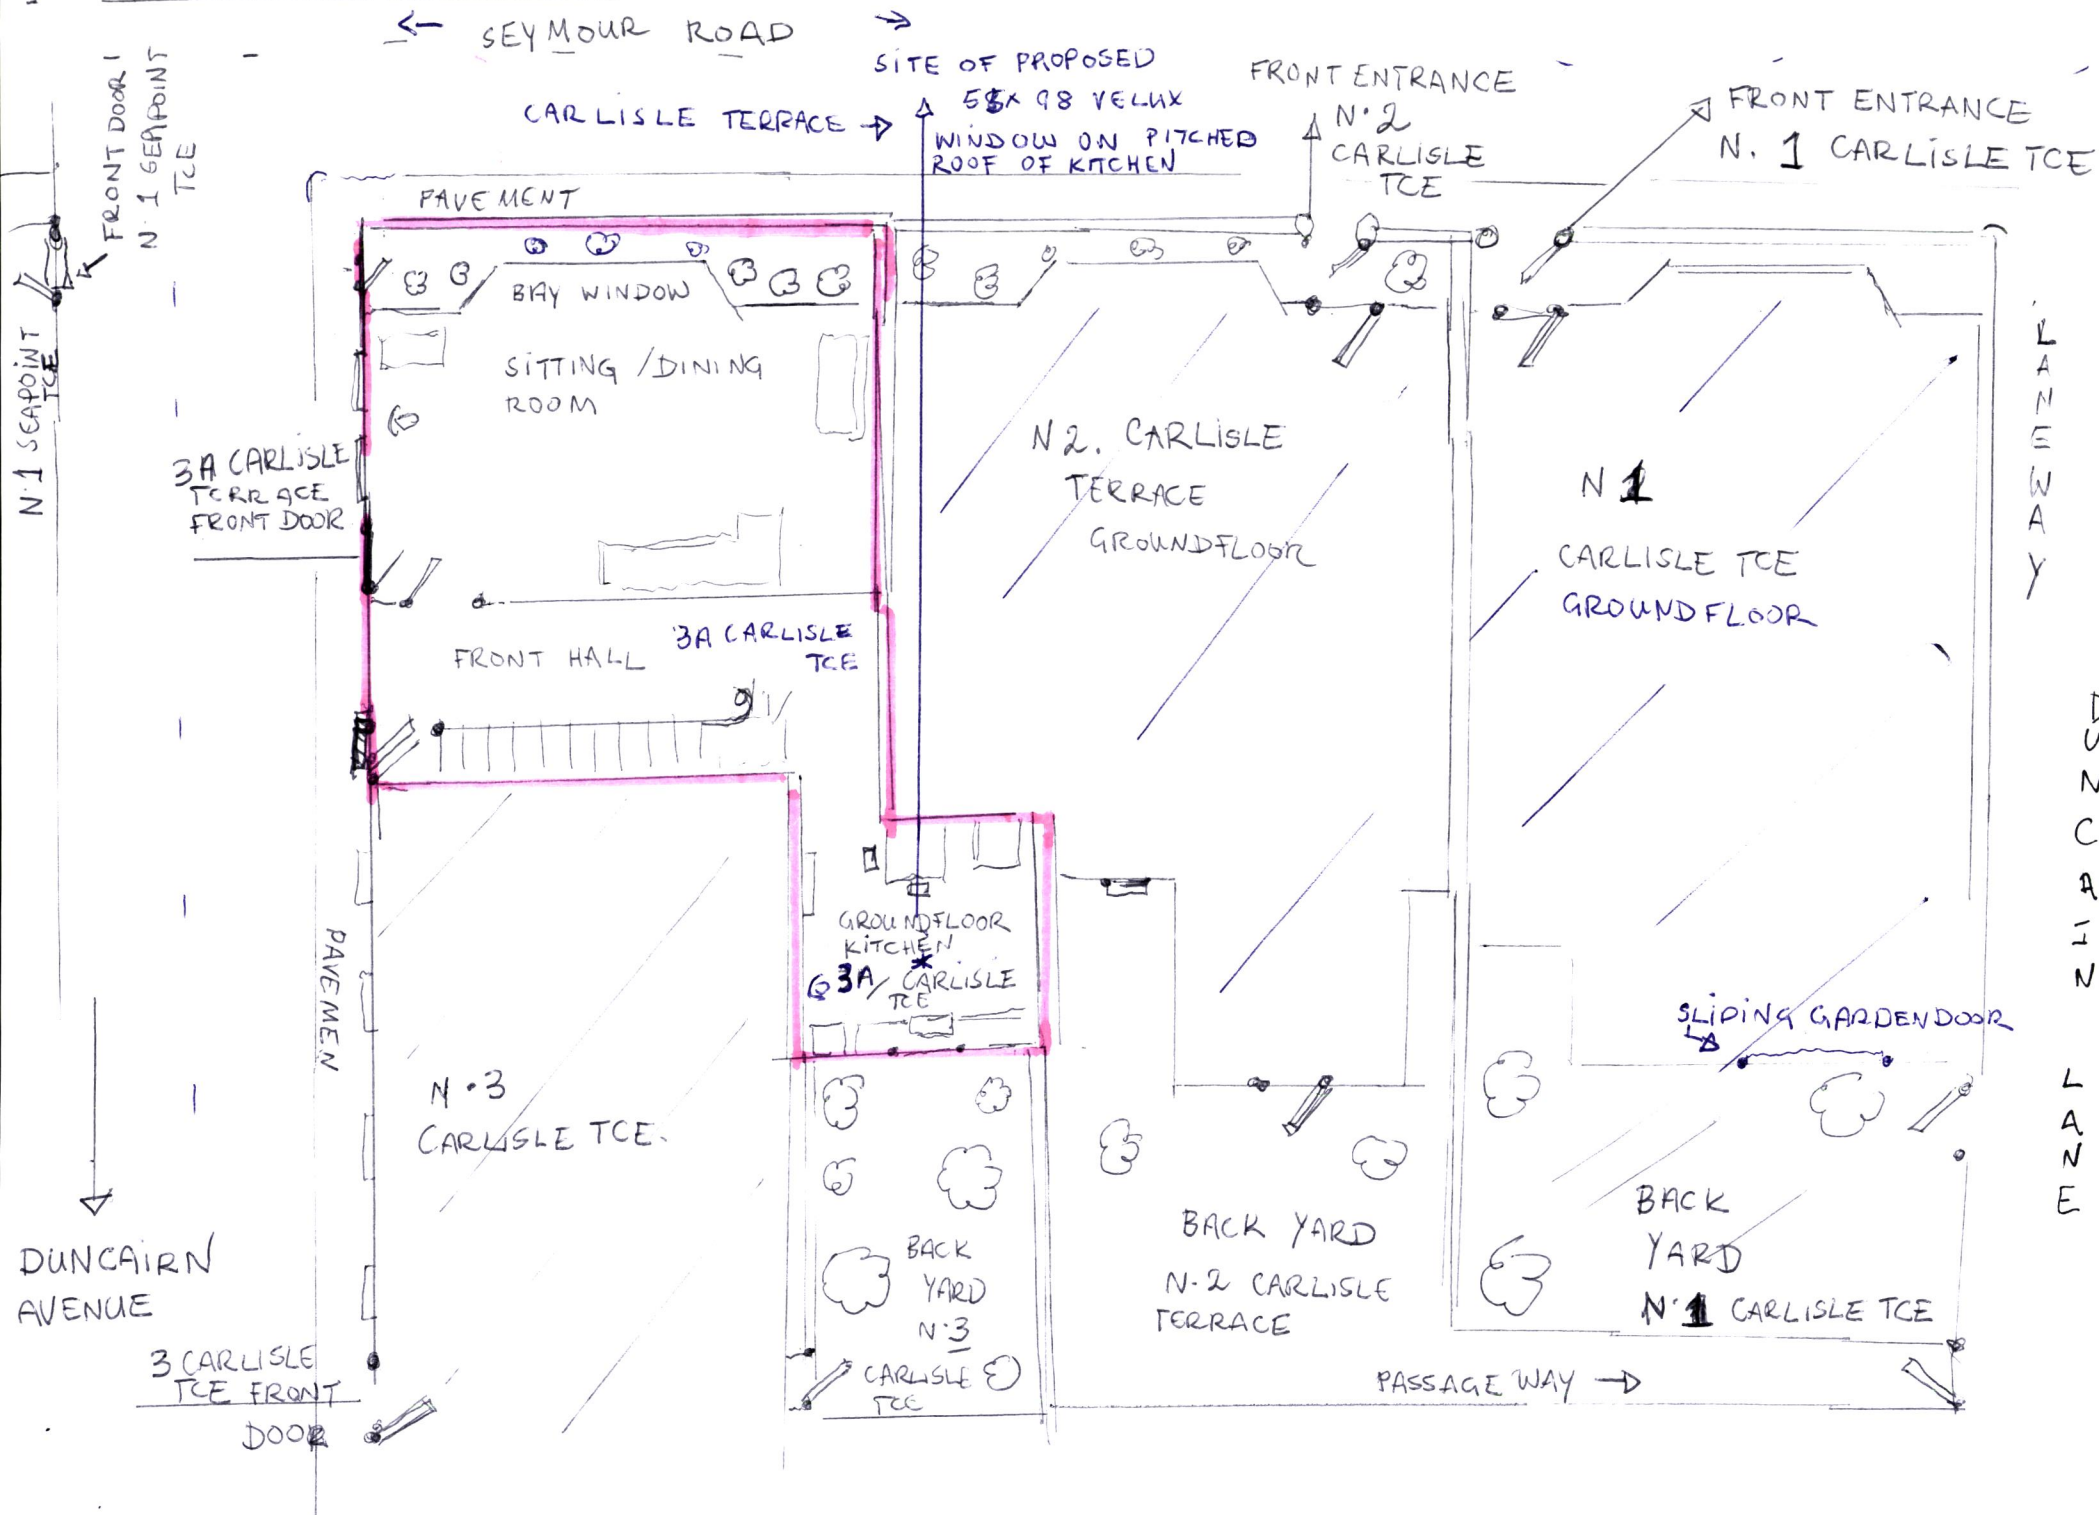 ← SEYMOUR ROAD →
SITE OF PROPOSED
55x98 VELUX
WINDOW ON PITCHED
ROOF OF KITCHEN
CARLISLE TERRACE →
FRONT ENTRANCE
N.2
CARLISLE
TCE
FRONT ENTRANCE
N. 1 CARLISLE TCE
FRONT DOOR
N.1 SEAPOINT
TCE
N.1 SEAPOINT
TCE
PAVEMENT
BAY WINDOW
SITTING /DINING
ROOM
3A CARLISLE
TERRACE
FRONT DOOR
FRONT HALL
3A CARLISLE
TCE
N2. CARLISLE
TERRACE
GROUNDFLOOR
N 1
CARLISLE TCE
GROUNDFLOOR
LANEWAY
DUNCAIRN LANE
GROUNDFLOOR
KITCHEN
3A/ CARLISLE
TCE
SLIDING GARDENDOOR
PAVEMEN
N.3
CARLISLE TCE.
BACK
YARD
N.3
CARLISLE
TCE
BACK YARD
N.2 CARLISLE
TERRACE
BACK
YARD
N.1 CARLISLE TCE
PASSAGE WAY →
DUNCAIRN
AVENUE
3 CARLISLE
TCE FRONT
DOOR